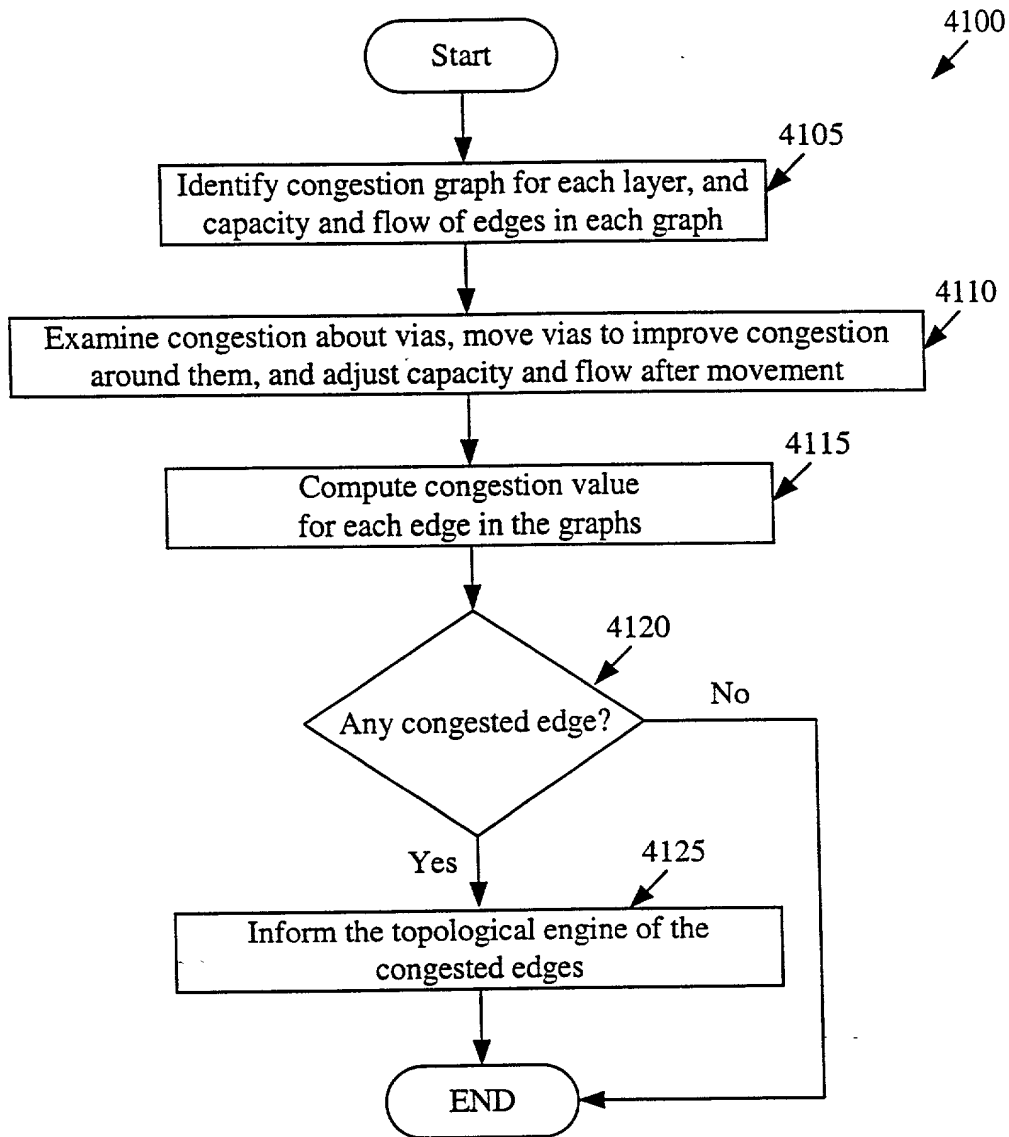 4100
Start
4105
Identify congestion graph for each layer, and
capacity and flow of edges in each graph
4110
Examine congestion about vias, move vias to improve congestion
around them, and adjust capacity and flow after movement
4115
Compute congestion value
for each edge in the graphs
4120
No
Any congested edge?
Yes
4125
Inform the topological engine of the
congested edges
END